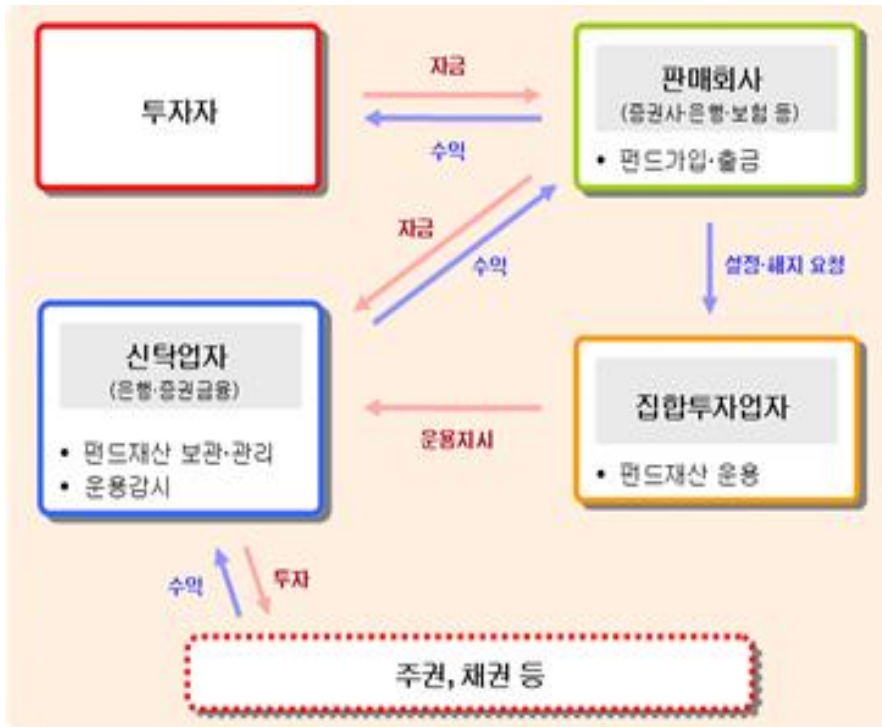 투자자
자금
수익
판매회사
(증권사·은행·보험 등)
• 펀드가입·출금
자금
수익
설정·해지 요청
신탁업자
(은행·증권금융)
• 펀드재산 보관·관리
• 운용감시
운용지시
집합투자업자
• 펀드재산 운용
수익
투자
주권, 채권 등